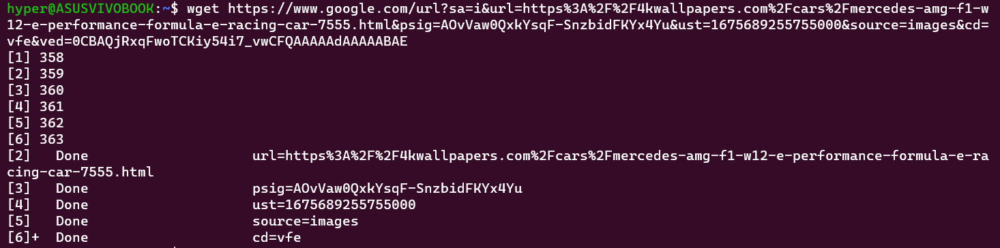 hyper@ASUSVIVOBOOK:~$ wget https://www.google.com/url?sa=i&url=https%3A%2F%2F4kwallpapers.com%2Fcars%2Fmercedes-amg-f1-w
12-e-performance-formula-e-racing-car-7555.html&psig=AOvVaw0QxkYsqF-SnzbidFKYx4Yu&ust=1675689255755000&source=images&cd=
vfe&ved=0CBAQjRxqFwoTCKiy54i7_vwCFQAAAAAdAAAAABAE
[1] 358
[2] 359
[3] 360
[4] 361
[5] 362
[6] 363
[2]   Done                    url=https%3A%2F%2F4kwallpapers.com%2Fcars%2Fmercedes-amg-f1-w12-e-performance-formula-e-ra
cing-car-7555.html
[3]   Done                    psig=AOvVaw0QxkYsqF-SnzbidFKYx4Yu
[4]   Done                    ust=1675689255755000
[5]   Done                    source=images
[6]+  Done                    cd=vfe